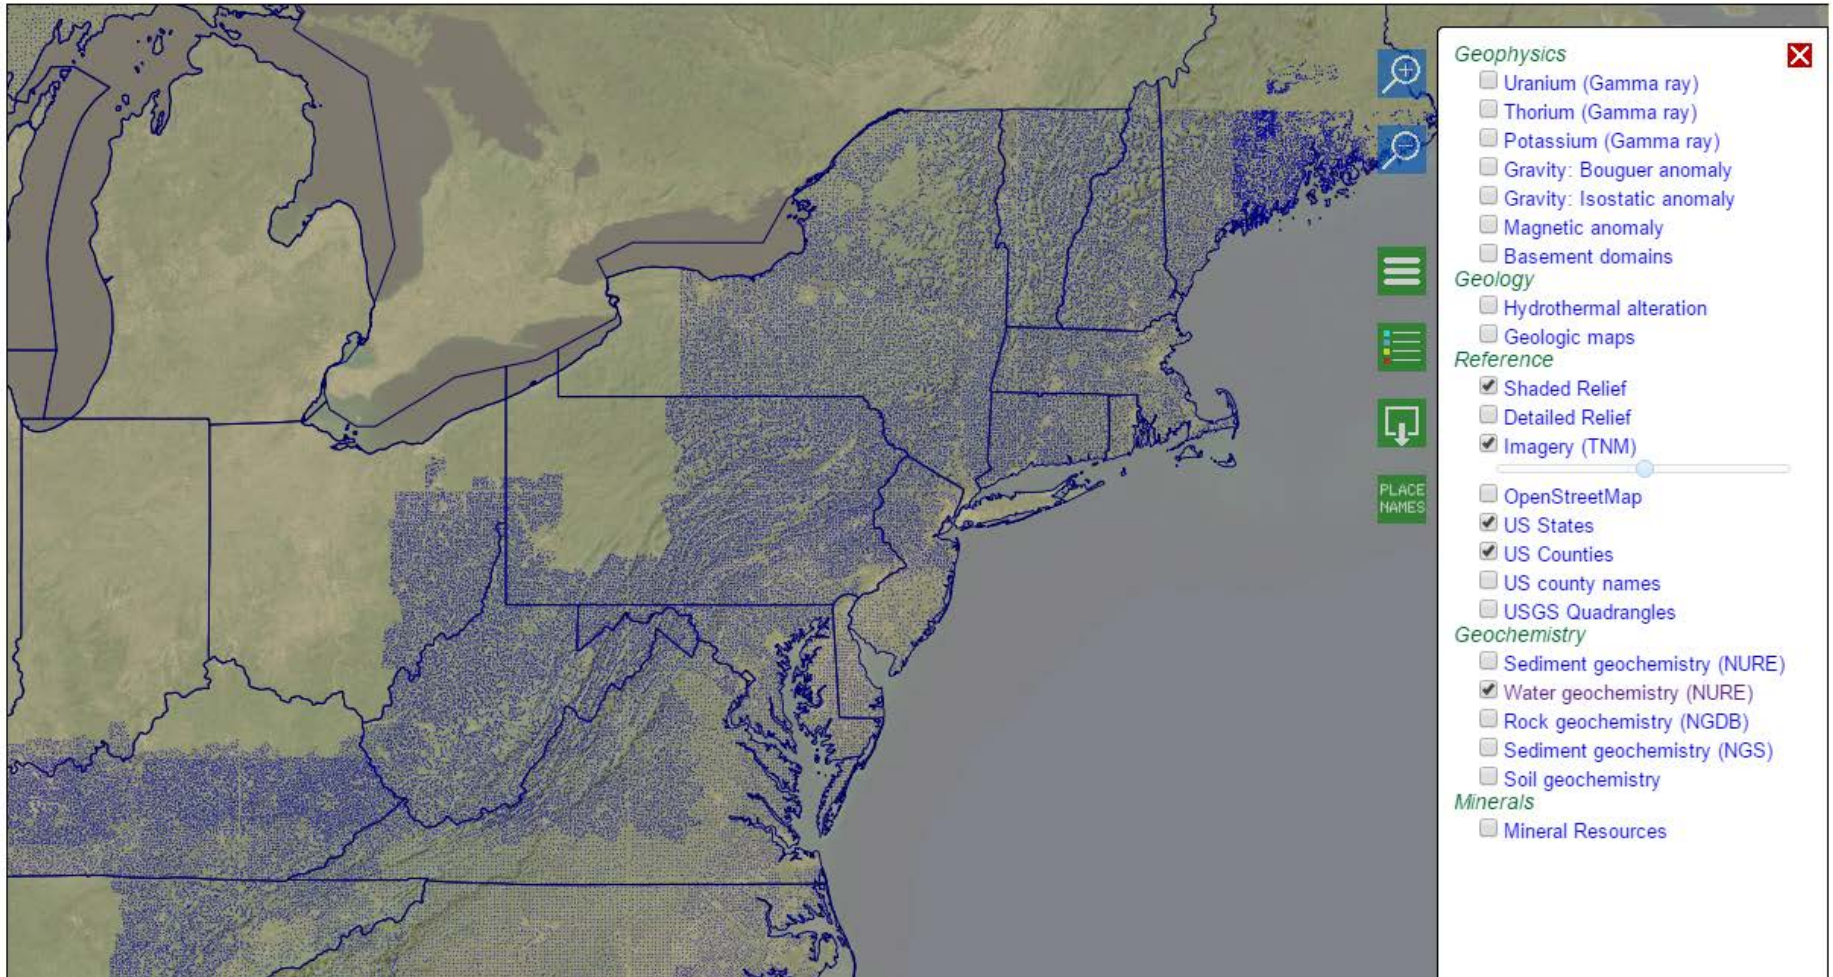 Geophysics
Uranium (Gamma ray)
Thorium (Gamma ray)
Potassium (Gamma ray)
Gravity: Bouguer anomaly
Gravity: Isostatic anomaly
Magnetic anomaly
Basement domains
Geology
Hydrothermal alteration
Geologic maps
Reference
Shaded Relief
Detailed Relief
Imagery (TNM)
OpenStreetMap
US States
US Counties
US county names
USGS Quadrangles
Geochemistry
Sediment geochemistry (NURE)
Water geochemistry (NURE)
Rock geochemistry (NGDB)
Sediment geochemistry (NGS)
Soil geochemistry
Minerals
Mineral Resources
PLACE
NAMES